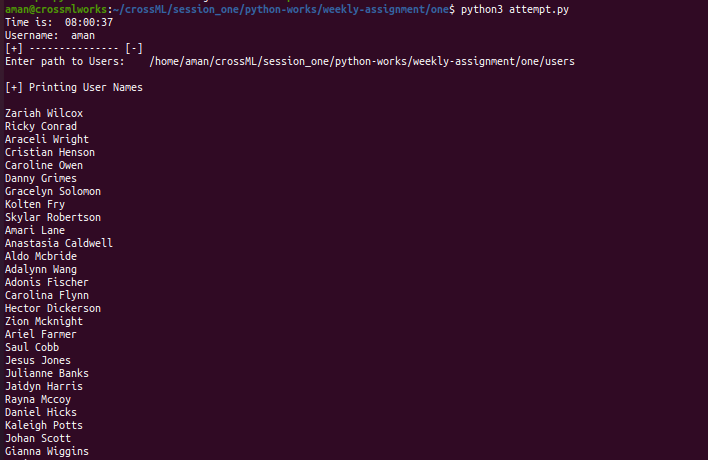 aman@crossmlworks:~/crossML/session_one/python-works/weekly-assignment/one$ python3 attempt.py
Time is:  08:00:37
Username:  aman
[+] --------------- [-]
Enter path to Users:    /home/aman/crossML/session_one/python-works/weekly-assignment/one/users
[+] Printing User Names
Zariah Wilcox
Ricky Conrad
Araceli Wright
Cristian Henson
Caroline Owen
Danny Grimes
Gracelyn Solomon
Kolten Fry
Skylar Robertson
Amari Lane
Anastasia Caldwell
Aldo Mcbride
Adalynn Wang
Adonis Fischer
Carolina Flynn
Hector Dickerson
Zion Mcknight
Ariel Farmer
Saul Cobb
Jesus Jones
Julianne Banks
Jaidyn Harris
Rayna Mccoy
Daniel Hicks
Kaleigh Potts
Johan Scott
Gianna Wiggins